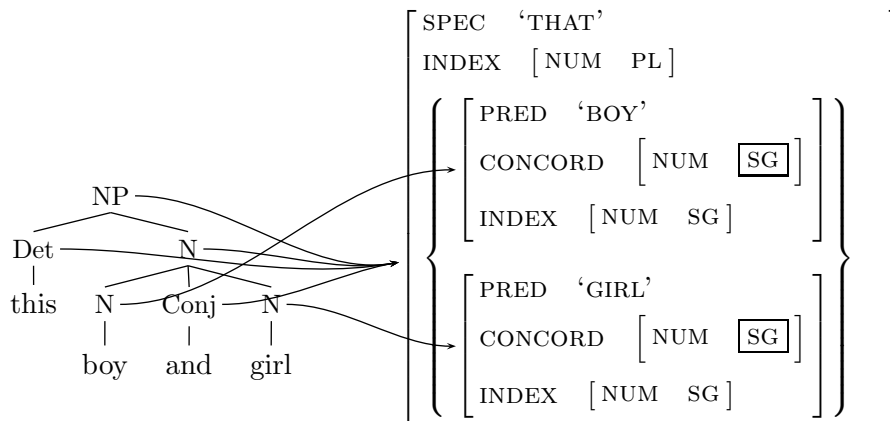 SPEC ‘THAT’
INDEX [NUM PL]
PRED ‘BOY’
CONCORD [NUM SG]
INDEX [NUM SG]
PRED ‘GIRL’
CONCORD [NUM SG]
INDEX [NUM SG]
NP
Det N
this N Conj N
boy and girl